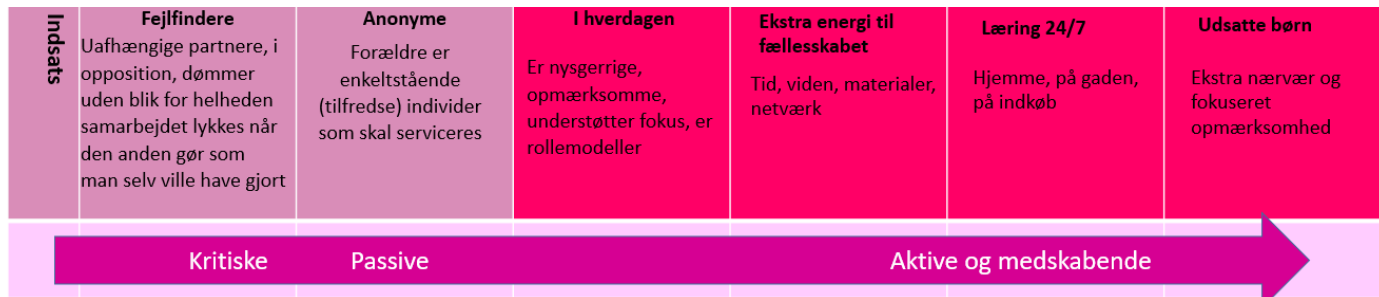 Indsats
Fejlfindere
Uafhængige partnere, i
opposition, dømmer
uden blik for helheden
samarbejdet lykkes når
den anden gør som
man selv ville have gjort
Anonyme
Forældre er
enkeltstående
(tilfredse) individer
som skal serviceres
I hverdagen
Er nysgerrige,
opmærksomme,
understøtter fokus, er
rollemodeller
Ekstra energi til
fællesskabet
Tid, viden, materialer,
netværk
Læring 24/7
Hjemme, på gaden,
på indkøb
Udsatte børn
Ekstra nærvær og
fokuseret
opmærksomhed
Kritiske
Passive
Aktive og medskabende